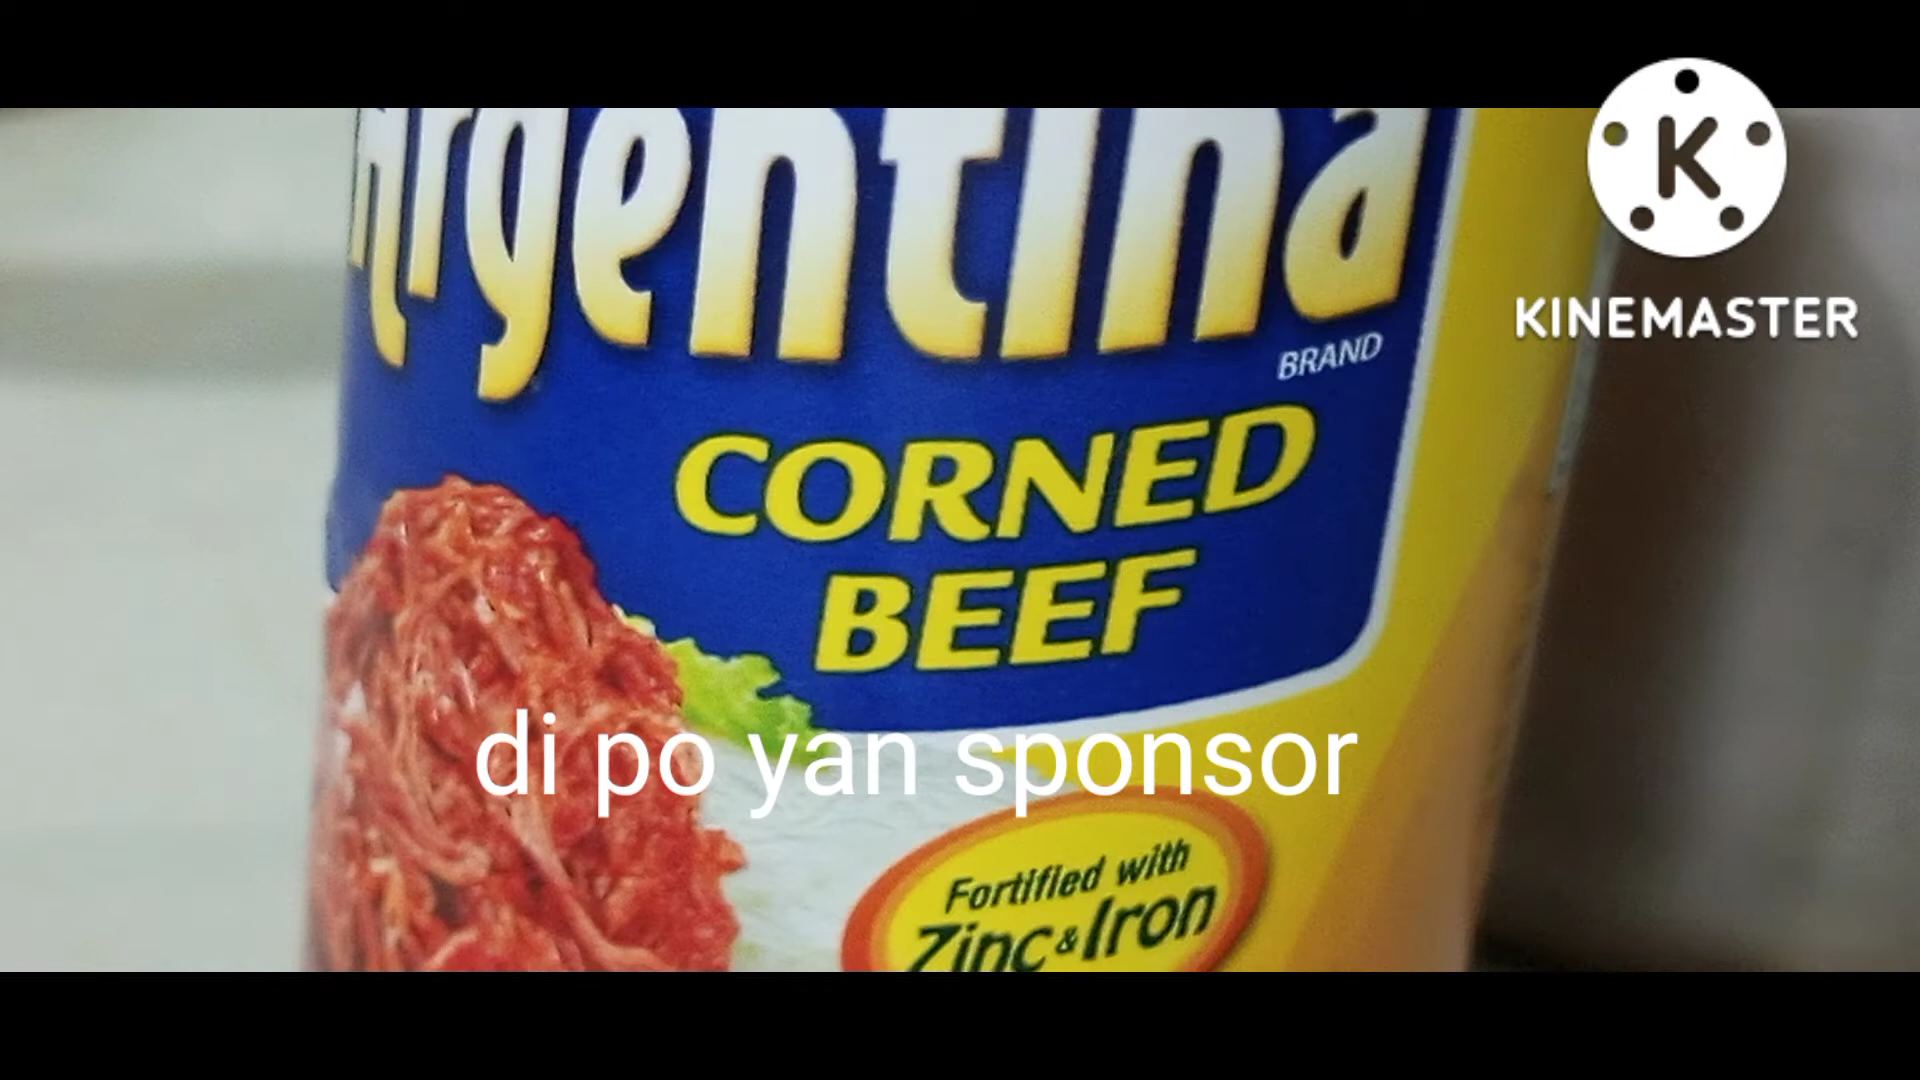 Argentina
BRAND
CORNED
BEEF
di po yan sponsor
Fortified with
Zinc & Iron
K
KINEMASTER